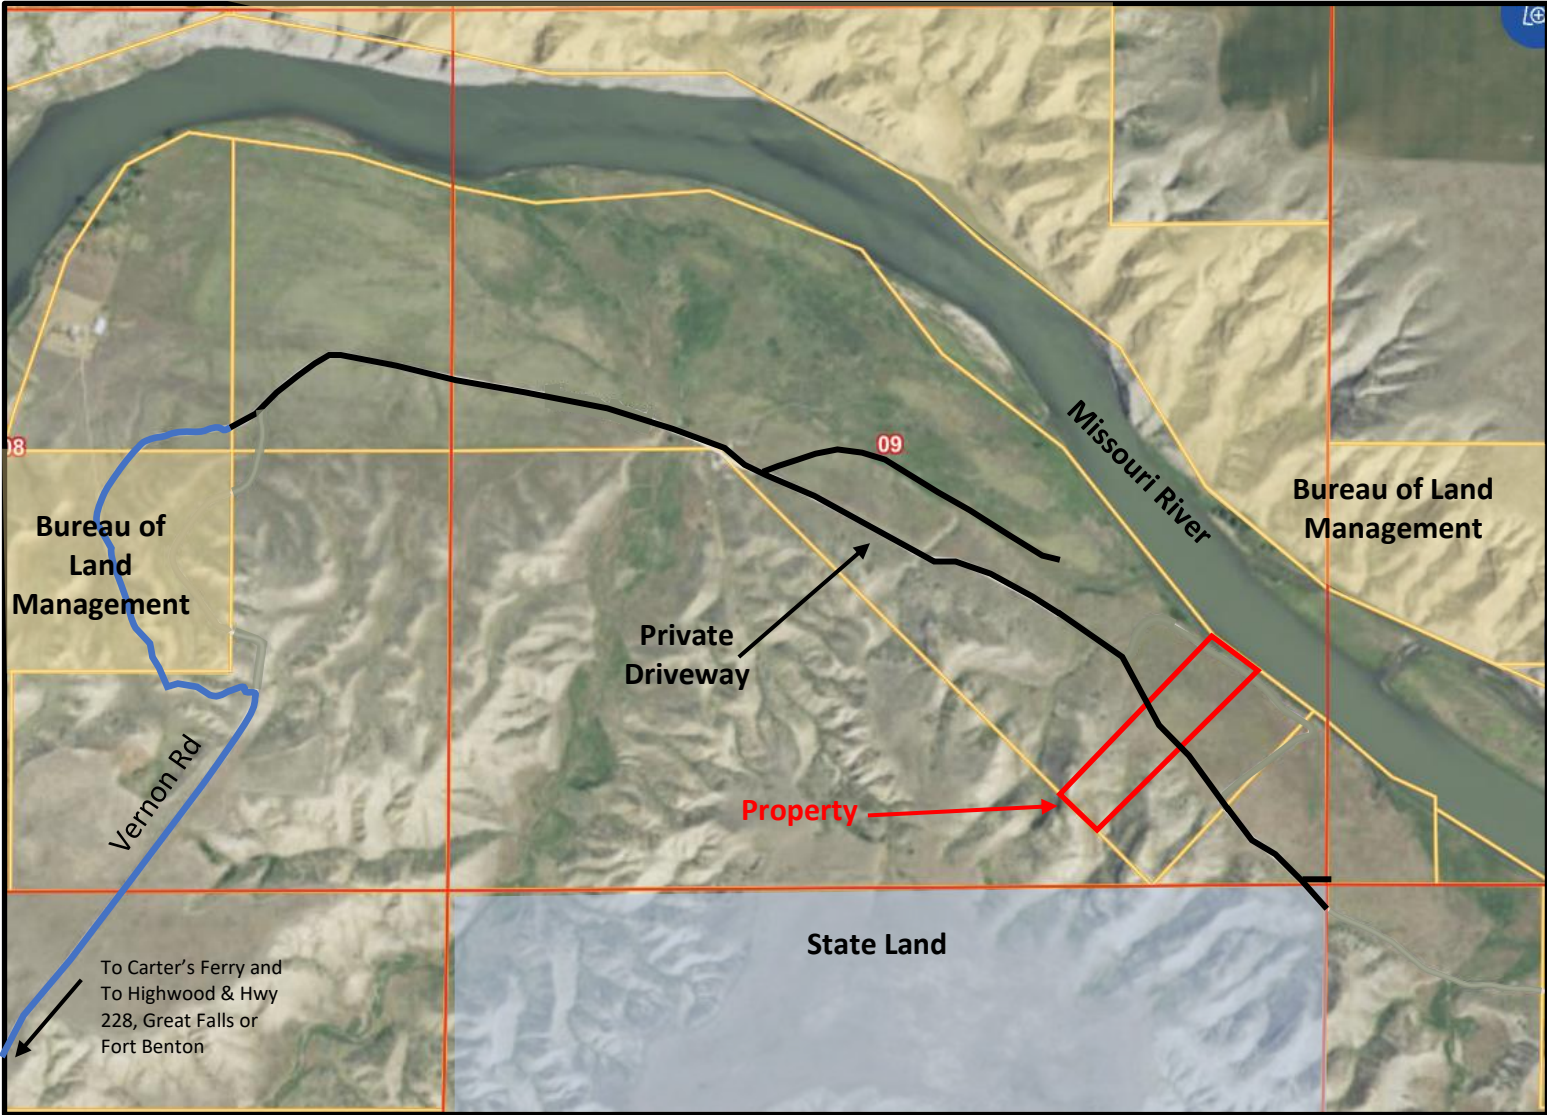 09
08
Missouri River
Bureau of Land
Management
Bureau of
Land
Management
Private
Driveway
Vernon Rd
Property
State Land
To Carter's Ferry and
To Highwood & Hwy
228, Great Falls or
Fort Benton